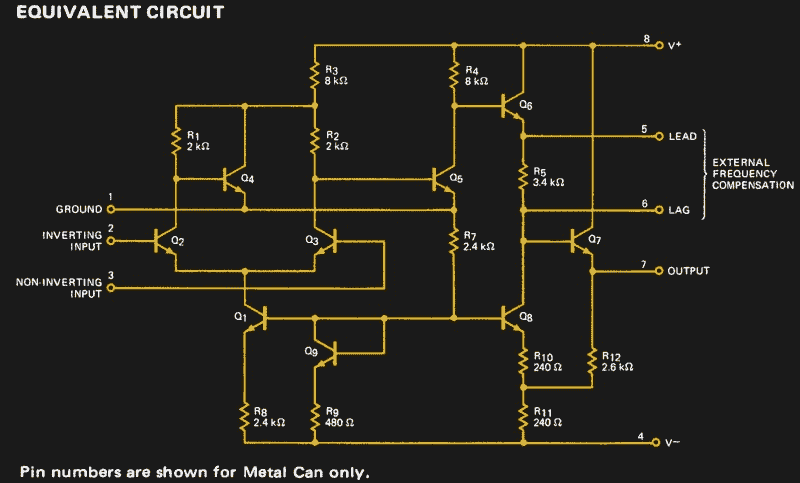 EQUIVALENT CIRCUIT
8 V+
R3
8 kΩ
R4
8 kΩ
Q6
R1
2 kΩ
R2
2 kΩ
5 LEAD
Q4
Q5
R5
3.4 kΩ
EXTERNAL
FREQUENCY
COMPENSATION
1
GROUND
6 LAG
2
INVERTING
INPUT
Q2
Q3
R7
2.4 kΩ
Q7
3
NON-INVERTING
INPUT
7 OUTPUT
Q1
Q8
Q9
R10
240 Ω
R12
2.6 kΩ
R8
2.4 kΩ
R9
480 Ω
R11
240 Ω
4 V−
Pin numbers are shown for Metal Can only.